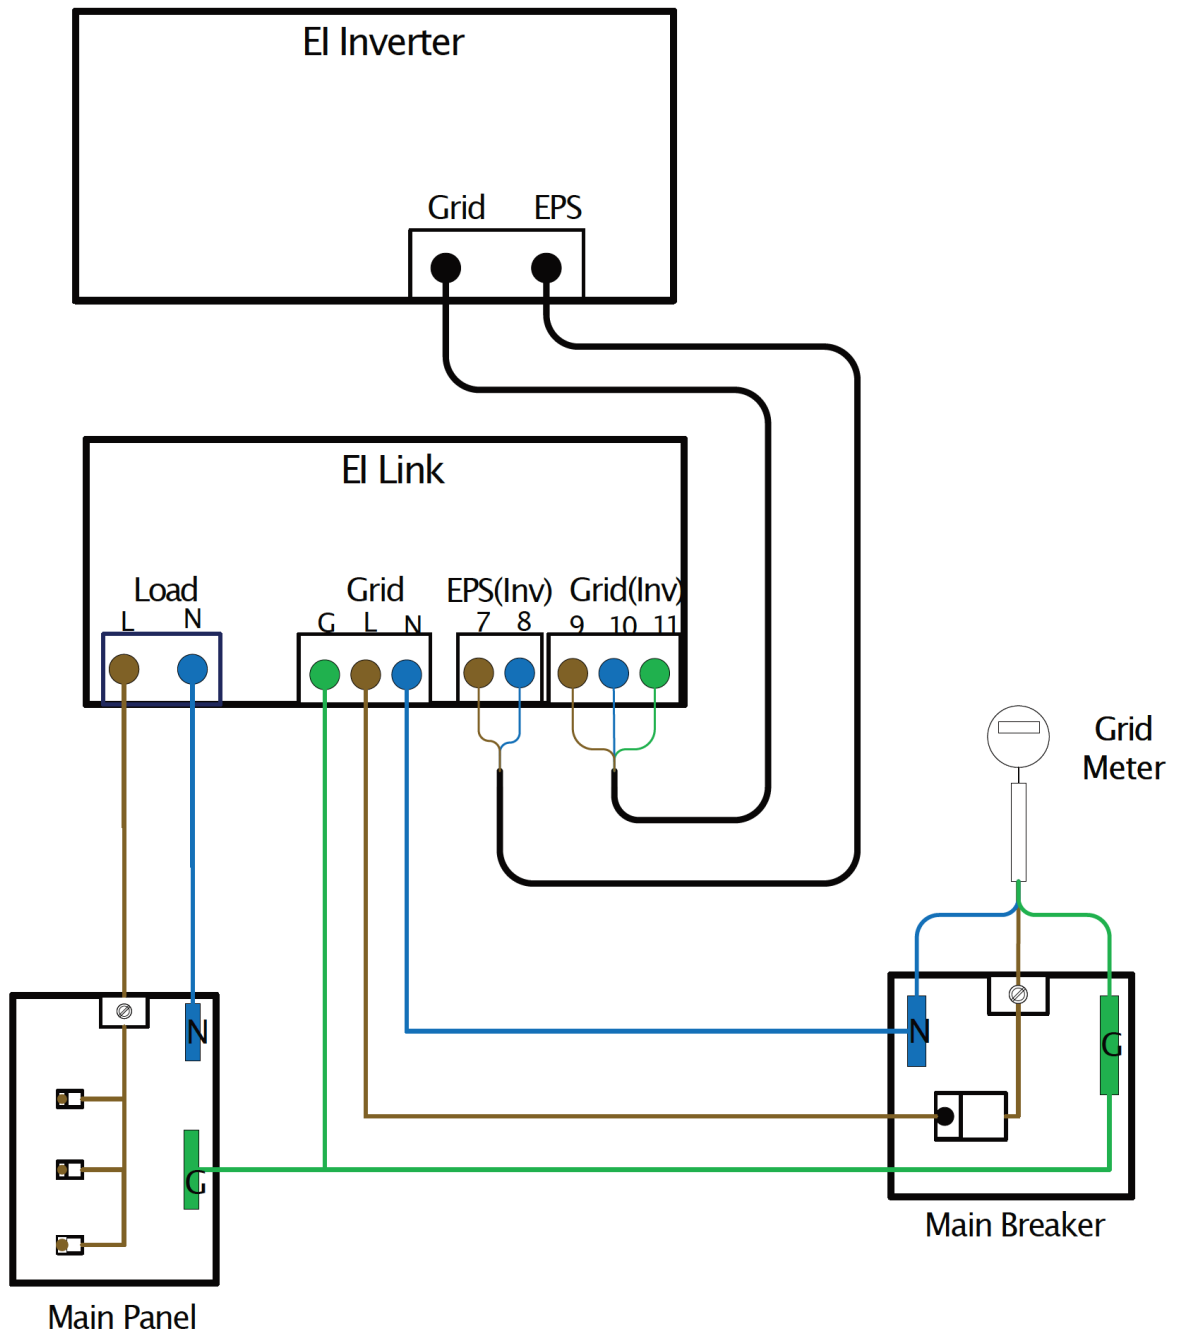 EI Inverter
Grid EPS
EI Link
Load Grid EPS(Inv) Grid(Inv)
L N G L N 7 8 9 10 11
Grid
Meter
N
N
G
G
Main Breaker
Main Panel